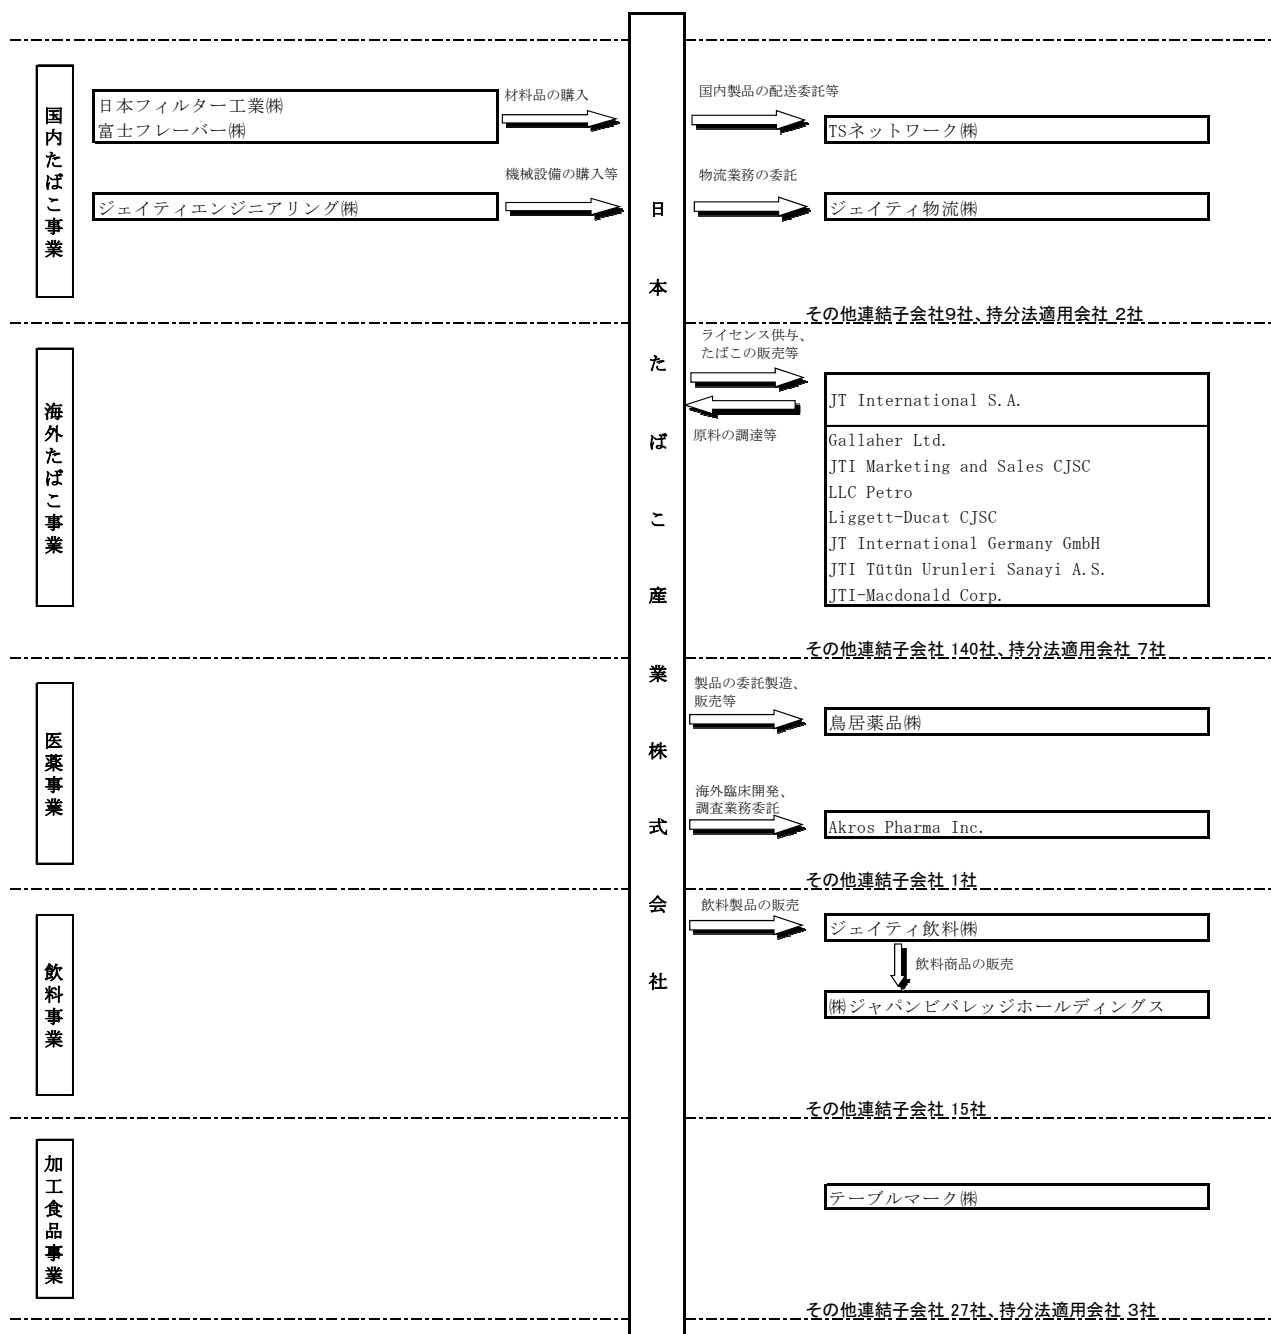 日本たばこ産業株式会社
国内たばこ事業
日本フィルター工業㈱
富士フレーバー㈱
材料品の購入
国内製品の配送委託等
TSネットワーク㈱
ジェイティエンジニアリング㈱
機械設備の購入等
物流業務の委託
ジェイティ物流㈱
その他連結子会社9社、持分法適用会社 2社
海外たばこ事業
ライセンス供与、
たばこの販売等
原料の調達等
JT International S.A.
Gallaher Ltd.
JTI Marketing and Sales CJSC
LLC Petro
Liggett-Ducat CJSC
JT International Germany GmbH
JTI Tütün Urunleri Sanayi A.S.
JTI-Macdonald Corp.
その他連結子会社 140社、持分法適用会社 7社
医薬事業
製品の委託製造、
販売等
鳥居薬品㈱
海外臨床開発、
調査業務委託
Akros Pharma Inc.
その他連結子会社 1社
飲料事業
飲料製品の販売
ジェイティ飲料㈱
飲料商品の販売
㈱ジャパンビバレッジホールディングス
その他連結子会社 15社
加工食品事業
テーブルマーク㈱
その他連結子会社 27社、持分法適用会社 3社